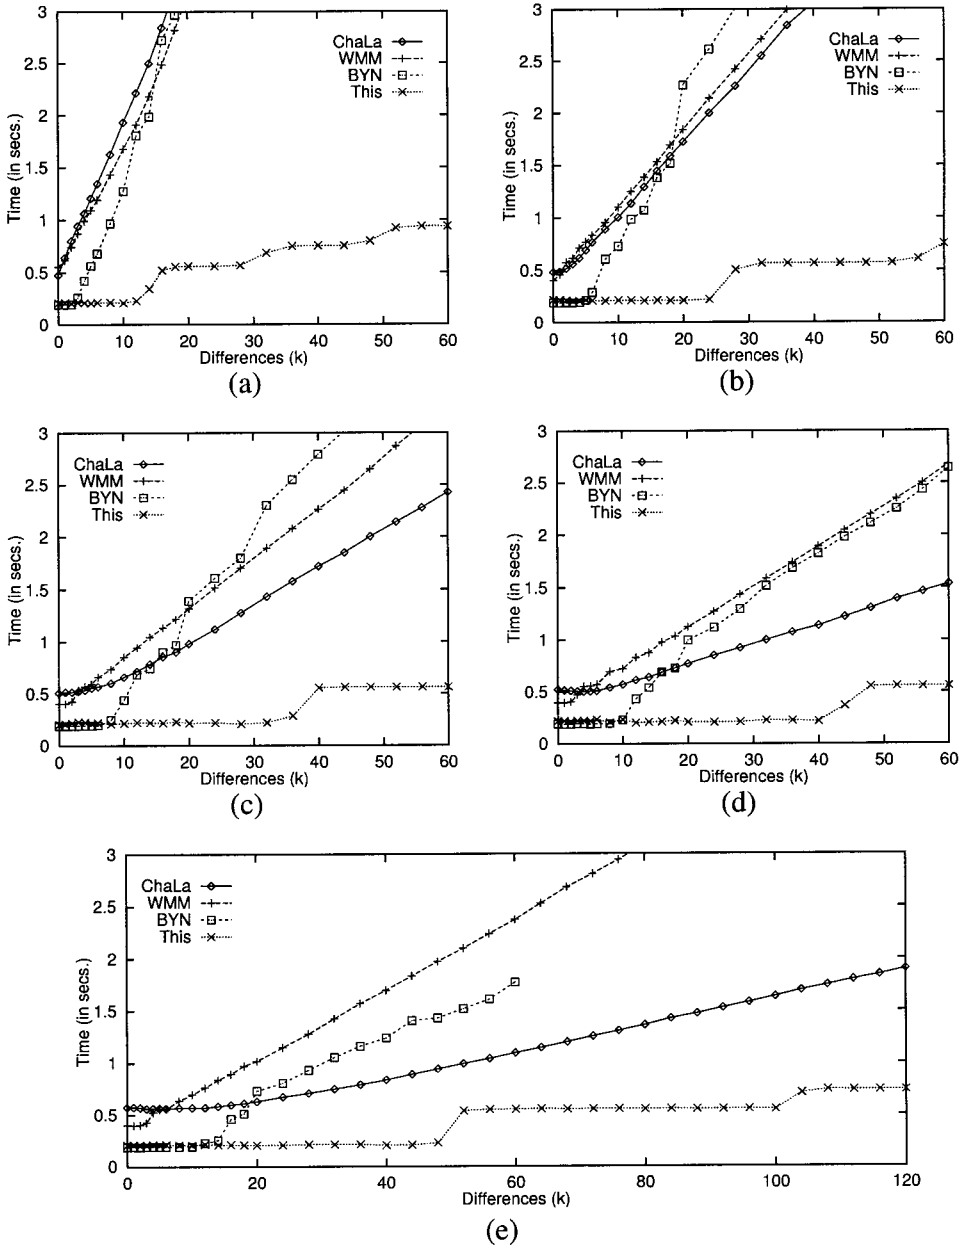 3
2.5
2
1.5
1
0.5
0
Time (in secs.)
ChaLa
WMM
BYN
This
0 10 20 30 40 50 60
Differences (k)
(a)
3
2.5
2
1.5
1
0.5
0
Time (in secs.)
ChaLa
WMM
BYN
This
0 10 20 30 40 50 60
Differences (k)
(b)
3
2.5
2
1.5
1
0.5
0
Time (in secs.)
ChaLa
WMM
BYN
This
0 10 20 30 40 50 60
Differences (k)
(c)
3
2.5
2
1.5
1
0.5
0
Time (in secs.)
ChaLa
WMM
BYN
This
0 10 20 30 40 50 60
Differences (k)
(d)
3
2.5
2
1.5
1
0.5
0
Time (in secs.)
ChaLa
WMM
BYN
This
0 20 40 60 80 100 120
Differences (k)
(e)